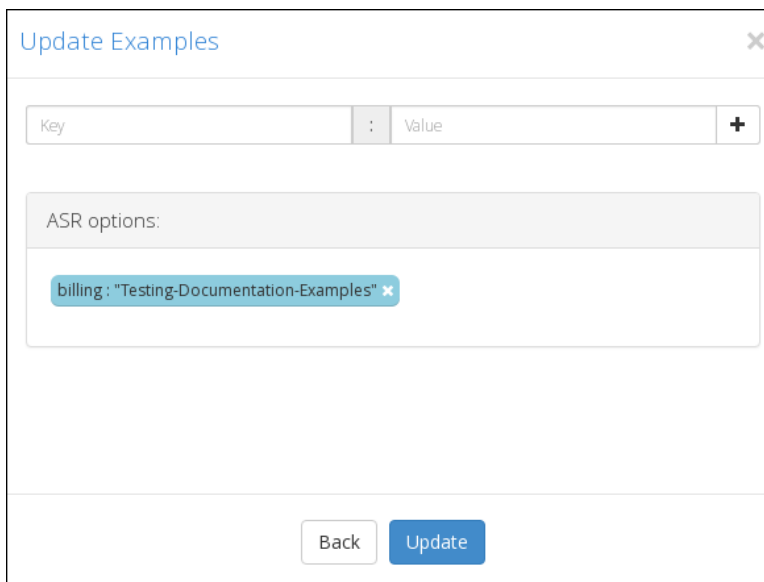 Update Examples ×
Key : Value +
ASR options:
billing : "Testing-Documentation-Examples" ×
Back Update